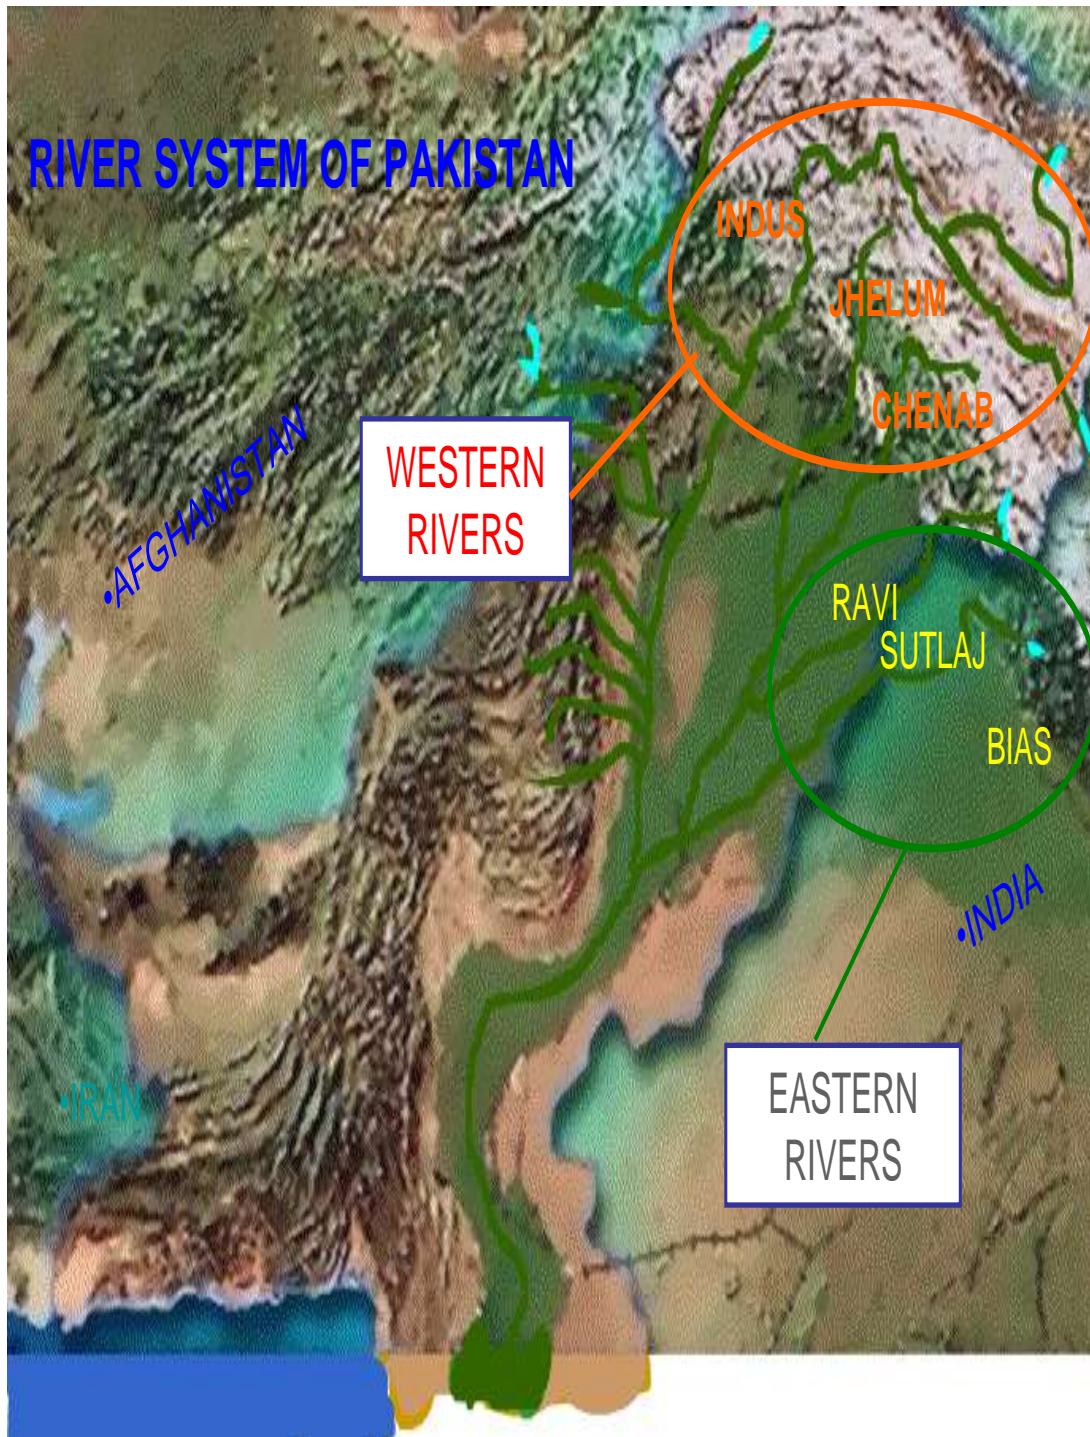 RIVER SYSTEM OF PAKISTAN
INDUS
JHELUM
CHENAB
WESTERN
RIVERS
•AFGHANISTAN
RAVI
SUTLAJ
BIAS
•INDIA
EASTERN
RIVERS
•IRAN